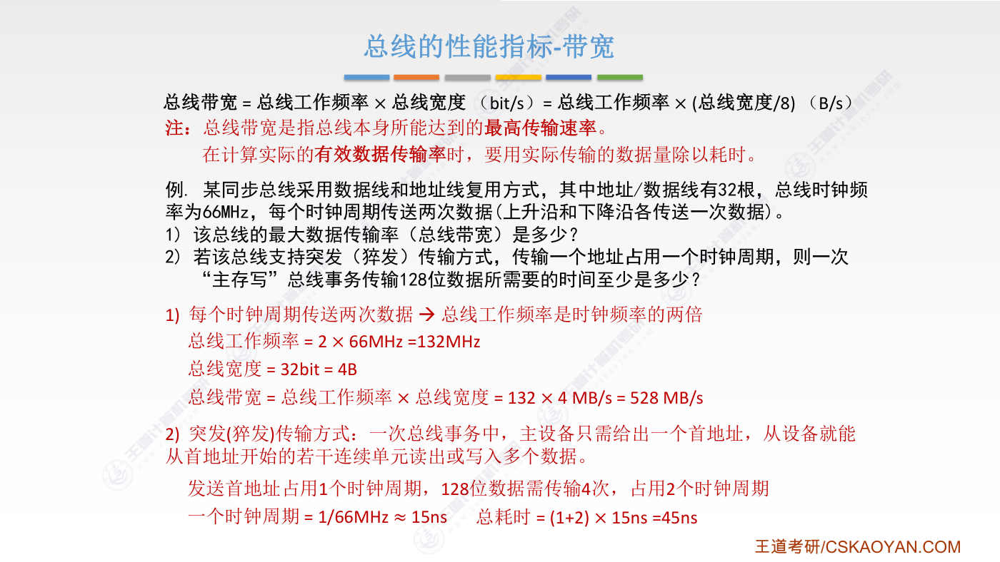 总线的性能指标-带宽
总线带宽 = 总线工作频率 × 总线宽度 （bit/s）= 总线工作频率 × (总线宽度/8) （B/s）
注：总线带宽是指总线本身所能达到的最高传输速率。
在计算实际的有效数据传输率时，要用实际传输的数据量除以耗时。
例. 某同步总线采用数据线和地址线复用方式，其中地址/数据线有32根，总线时钟频
率为66MHz，每个时钟周期传送两次数据(上升沿和下降沿各传送一次数据)。
1) 该总线的最大数据传输率（总线带宽）是多少？
2) 若该总线支持突发（猝发）传输方式，传输一个地址占用一个时钟周期，则一次
“主存写”总线事务传输128位数据所需要的时间至少是多少？
1) 每个时钟周期传送两次数据 → 总线工作频率是时钟频率的两倍
总线工作频率 = 2 × 66MHz =132MHz
总线宽度 = 32bit = 4B
总线带宽 = 总线工作频率 × 总线宽度 = 132 × 4 MB/s = 528 MB/s
2) 突发(猝发)传输方式：一次总线事务中，主设备只需给出一个首地址，从设备就能
从首地址开始的若干连续单元读出或写入多个数据。
发送首地址占用1个时钟周期，128位数据需传输4次，占用2个时钟周期
一个时钟周期 = 1/66MHz ≈ 15ns 总耗时 = (1+2) × 15ns =45ns
王道考研/CSKAOYAN.COM